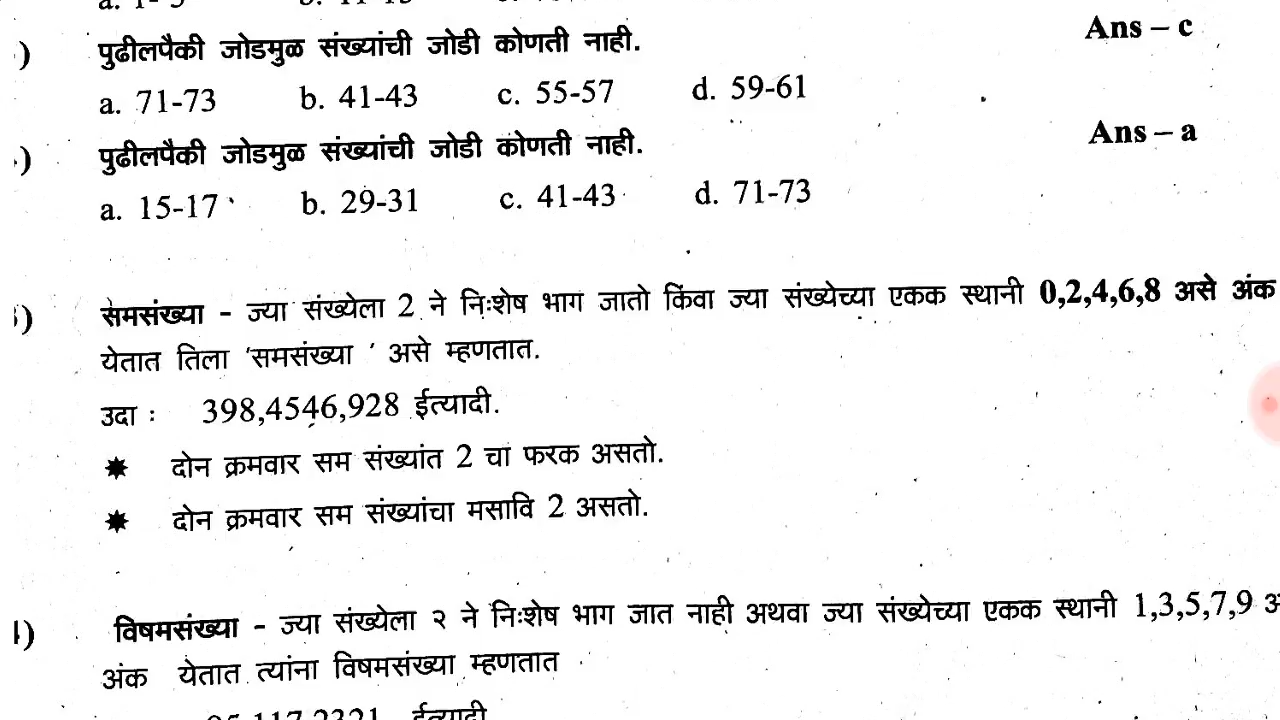 ) पुढीलपैकी जोडमुळ संख्यांची जोडी कोणती नाही. Ans – c
a. 71-73 b. 41-43 c. 55-57 d. 59-61
) पुढीलपैकी जोडमुळ संख्यांची जोडी कोणती नाही. Ans – a
a. 15-17 b. 29-31 c. 41-43 d. 71-73
) समसंख्या - ज्या संख्येला 2 ने निःशेष भाग जातो किंवा ज्या संख्येच्या एकक स्थानी 0,2,4,6,8 असे अंक
येतात तिला 'समसंख्या ' असे म्हणतात.
उदा : 398,4546,928 ईत्यादी.
✷ दोन क्रमवार सम संख्यांत 2 चा फरक असतो.
✷ दोन क्रमवार सम संख्यांचा मसावि 2 असतो.
) विषमसंख्या - ज्या संख्येला २ ने निःशेष भाग जात नाही अथवा ज्या संख्येच्या एकक स्थानी 1,3,5,7,9
अंक येतात त्यांना विषमसंख्या म्हणतात
117,2321 ईत्यादी